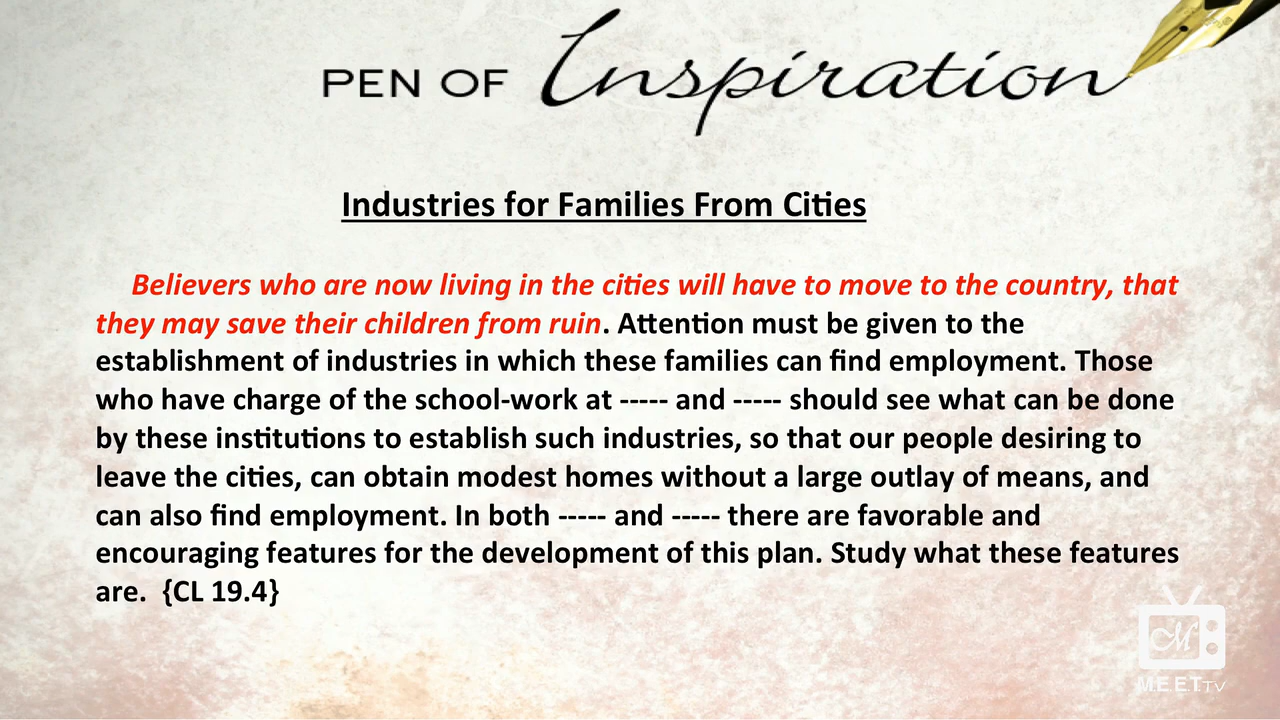 PEN OF Inspiration
Industries for Families From Cities
Believers who are now living in the cities will have to move to the country, that
they may save their children from ruin. Attention must be given to the
establishment of industries in which these families can find employment. Those
who have charge of the school-work at ----- and ----- should see what can be done
by these institutions to establish such industries, so that our people desiring to
leave the cities, can obtain modest homes without a large outlay of means, and
can also find employment. In both ----- and ----- there are favorable and
encouraging features for the development of this plan. Study what these features
are.  {CL 19.4}
M
M.E.E.T.TV